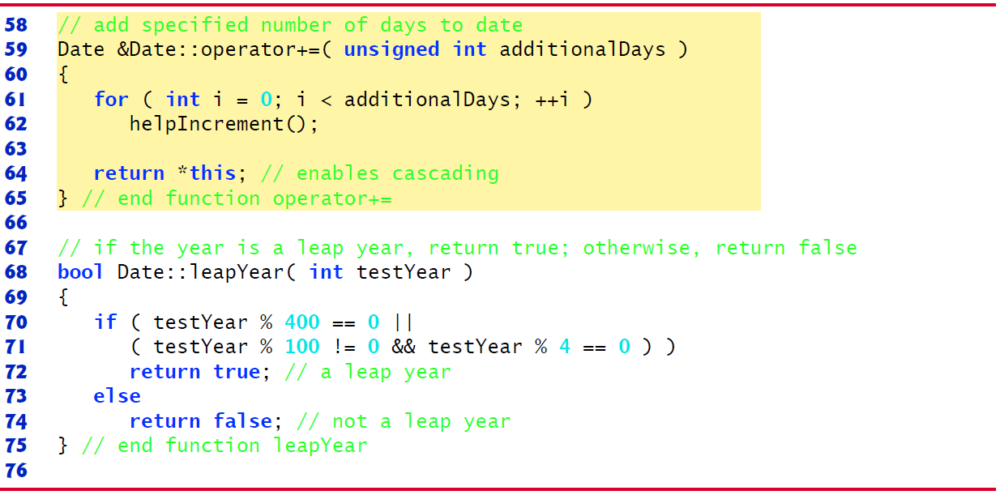 58 // add specified number of days to date
59 Date &Date::operator+=( unsigned int additionalDays )
60 {
61    for ( int i = 0; i < additionalDays; ++i )
62       helpIncrement();
63
64    return *this; // enables cascading
65 } // end function operator+=
66
67 // if the year is a leap year, return true; otherwise, return false
68 bool Date::leapYear( int testYear )
69 {
70    if ( testYear % 400 == 0 ||
71       ( testYear % 100 != 0 && testYear % 4 == 0 ) )
72       return true; // a leap year
73    else
74       return false; // not a leap year
75 } // end function leapYear
76